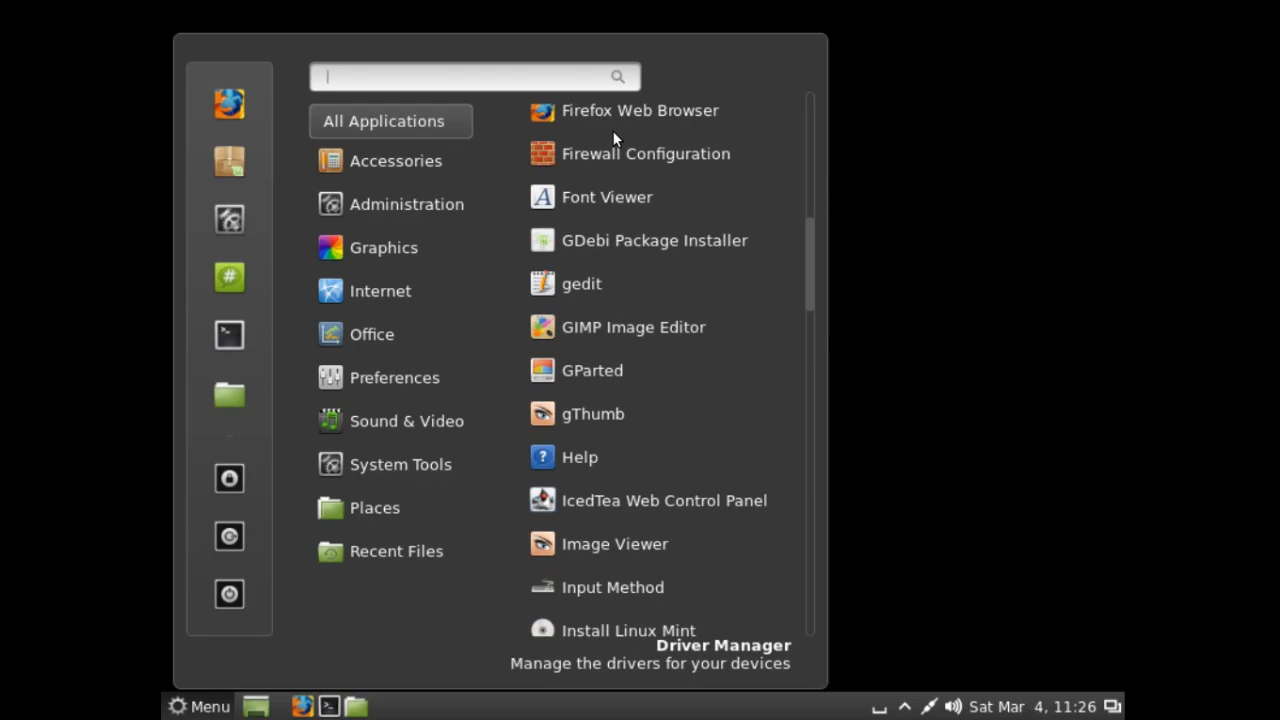 All Applications
Accessories
Administration
Graphics
Internet
Office
Preferences
Sound & Video
System Tools
Places
Recent Files
Firefox Web Browser
Firewall Configuration
Font Viewer
GDebi Package Installer
gedit
GIMP Image Editor
GParted
gThumb
Help
IcedTea Web Control Panel
Image Viewer
Input Method
Install Linux Mint
Driver Manager
Manage the drivers for your devices
Menu
Sat Mar 4, 11:26